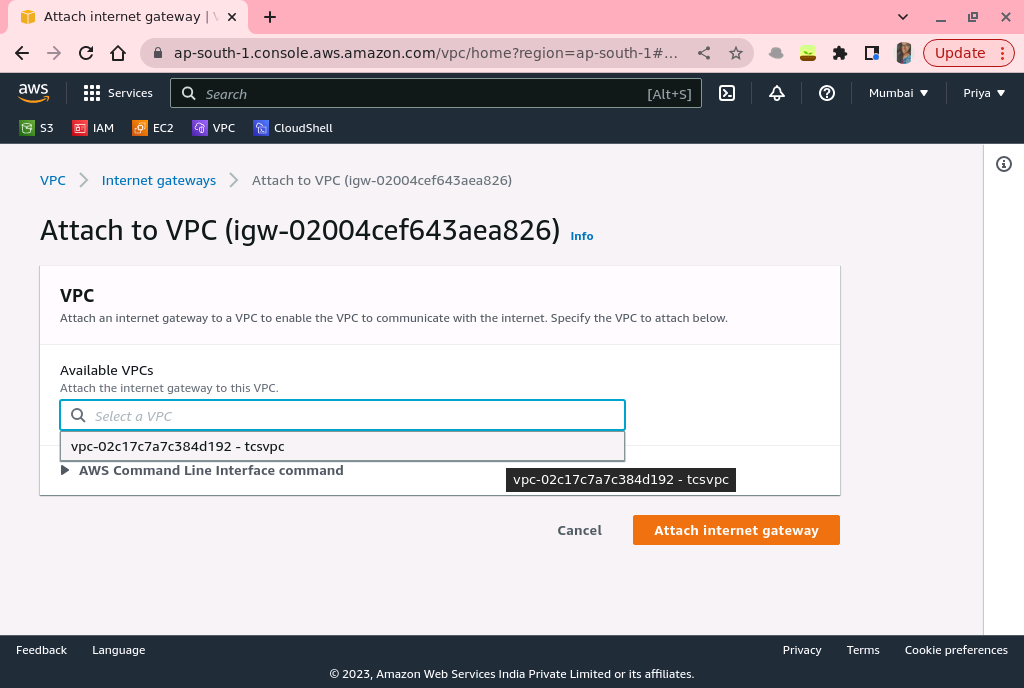 Attach internet gateway | V
ap-south-1.console.aws.amazon.com/vpc/home?region=ap-south-1#...
Update
aws
Services
Search
[Alt+S]
Mumbai
Priya
S3
IAM
EC2
VPC
CloudShell
VPC
Internet gateways
Attach to VPC (igw-02004cef643aea826)
Attach to VPC (igw-02004cef643aea826) Info
VPC
Attach an internet gateway to a VPC to enable the VPC to communicate with the internet. Specify the VPC to attach below.
Available VPCs
Attach the internet gateway to this VPC.
Select a VPC
vpc-02c17c7a7c384d192 - tcsvpc
AWS Command Line Interface command
vpc-02c17c7a7c384d192 - tcsvpc
Cancel
Attach internet gateway
Feedback
Language
Privacy
Terms
Cookie preferences
© 2023, Amazon Web Services India Private Limited or its affiliates.